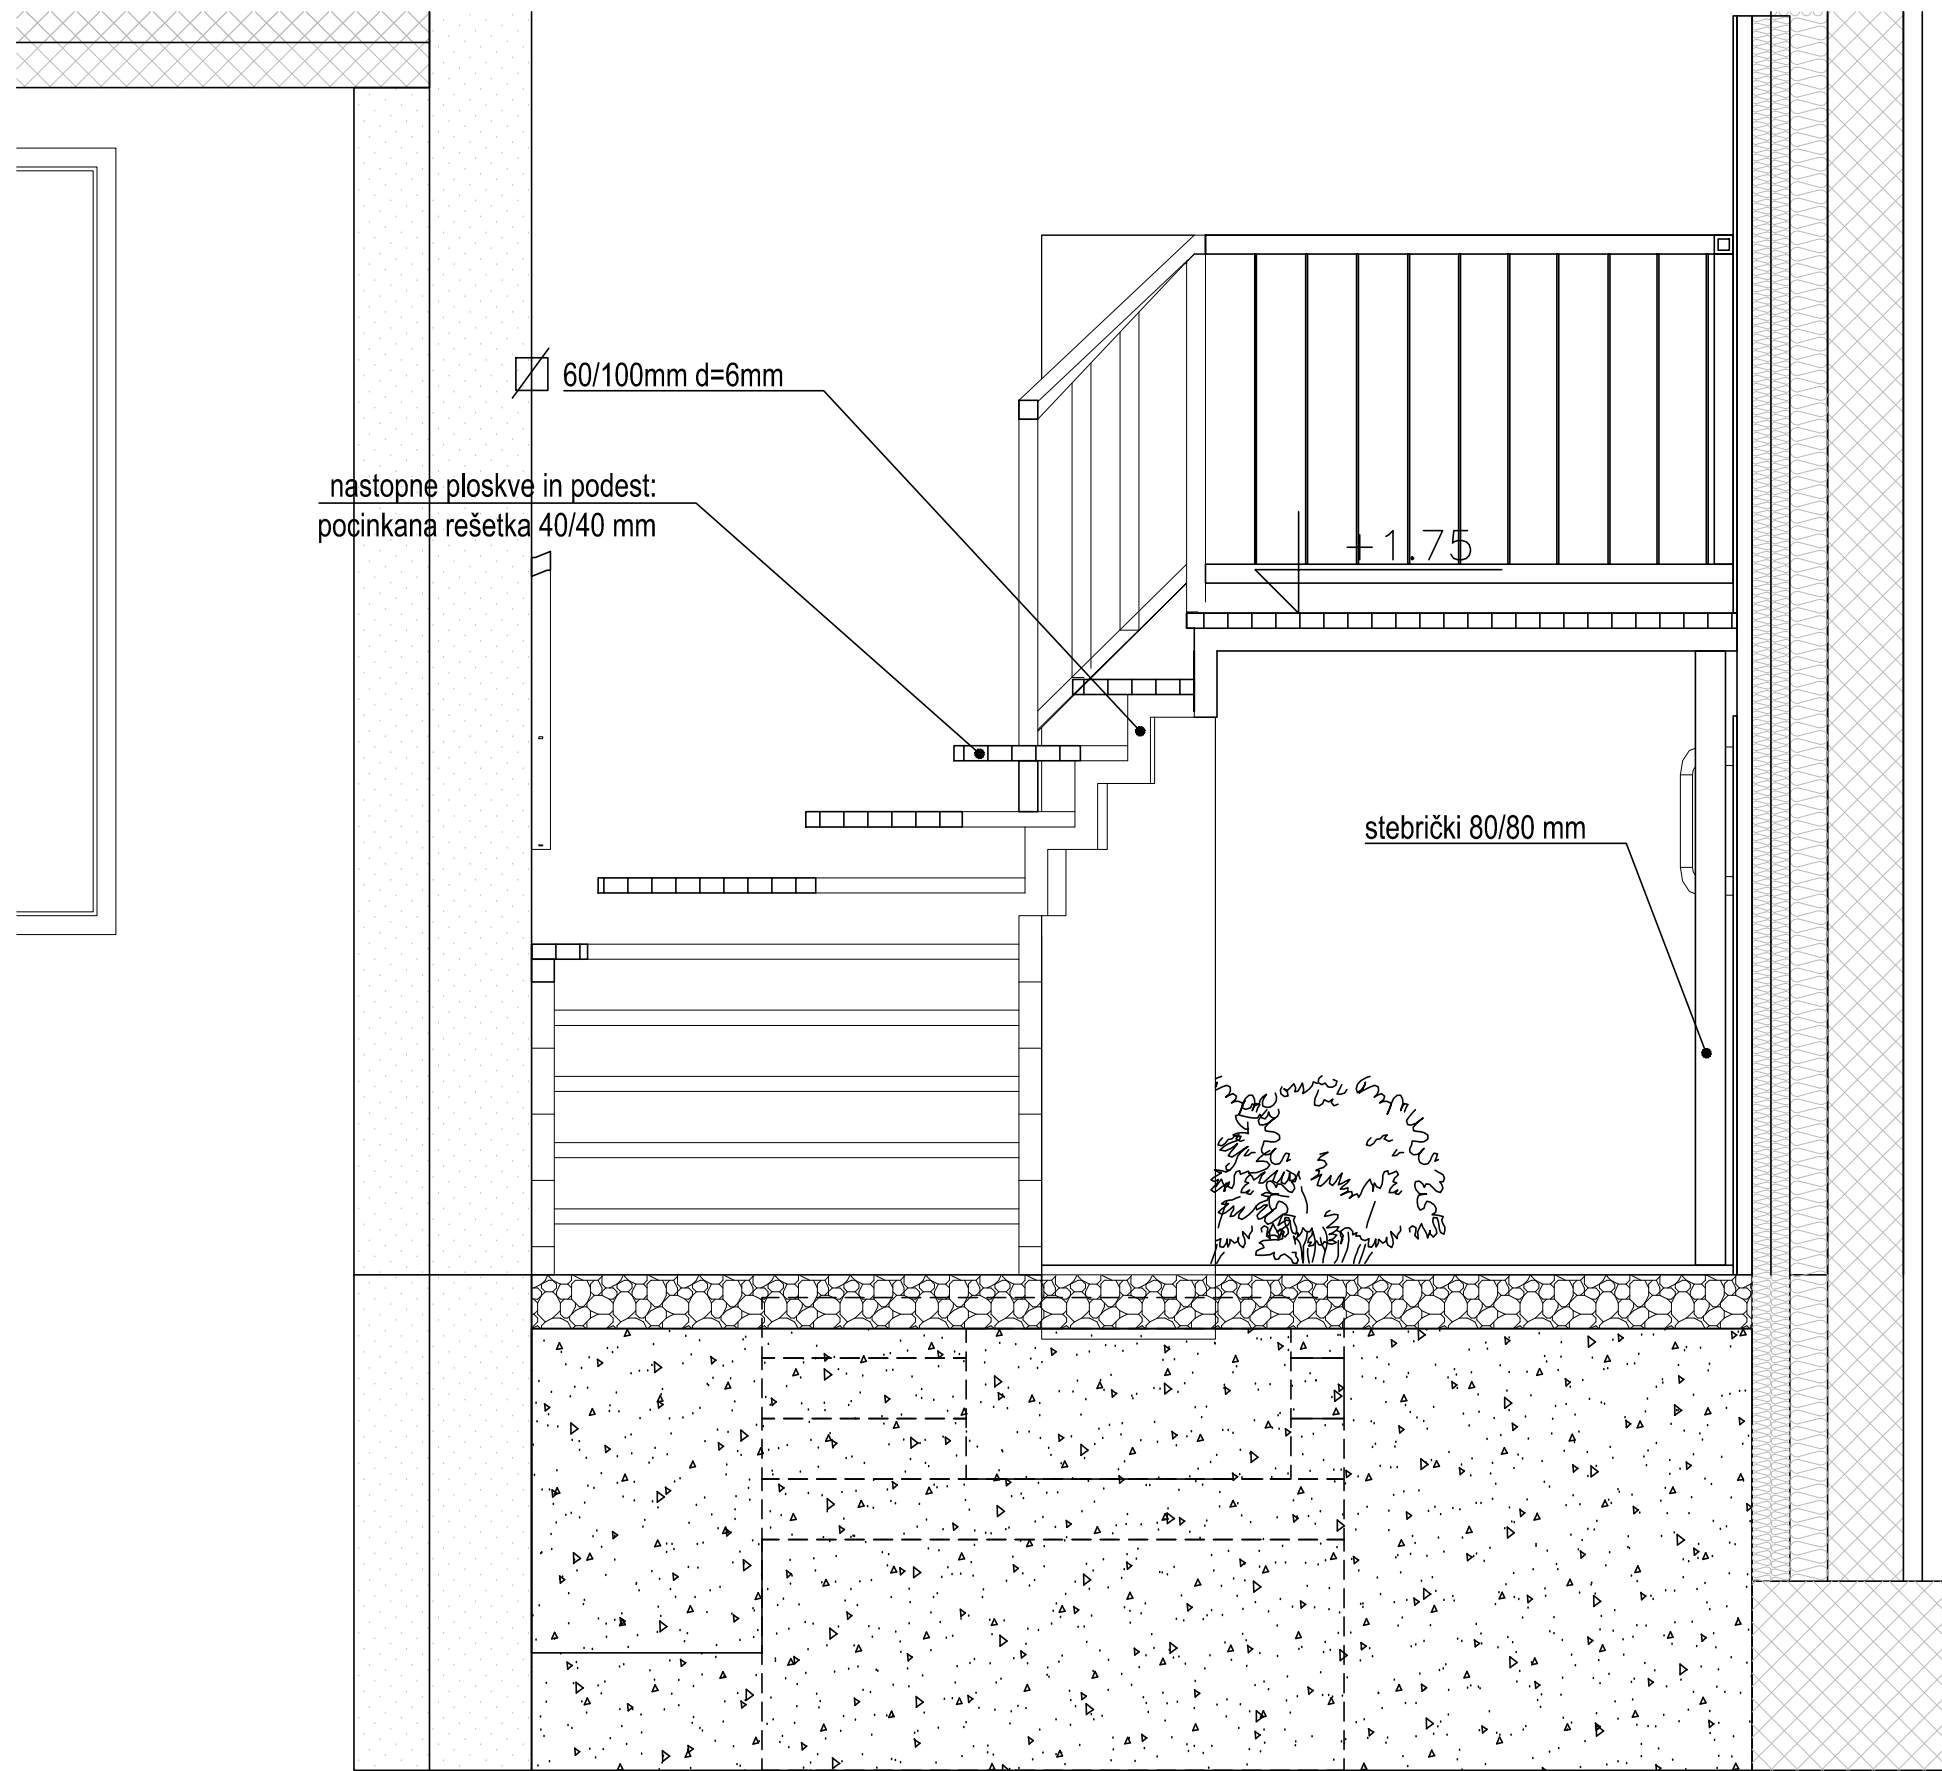 60/100mm d=6mm
nastopne ploskve in podest:
pocinkana rešetka 40/40 mm
+1.75
stebrički 80/80 mm